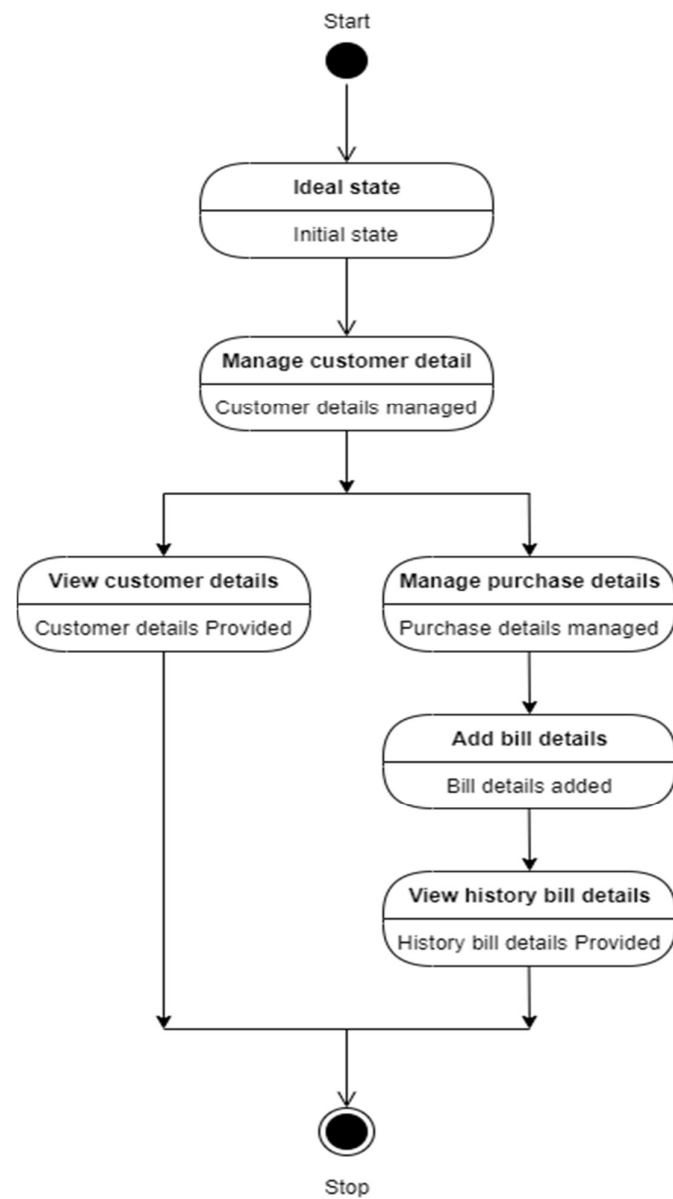 Start
Ideal state
Initial state
Manage customer detail
Customer details managed
View customer details
Customer details Provided
Manage purchase details
Purchase details managed
Add bill details
Bill details added
View history bill details
History bill details Provided
Stop